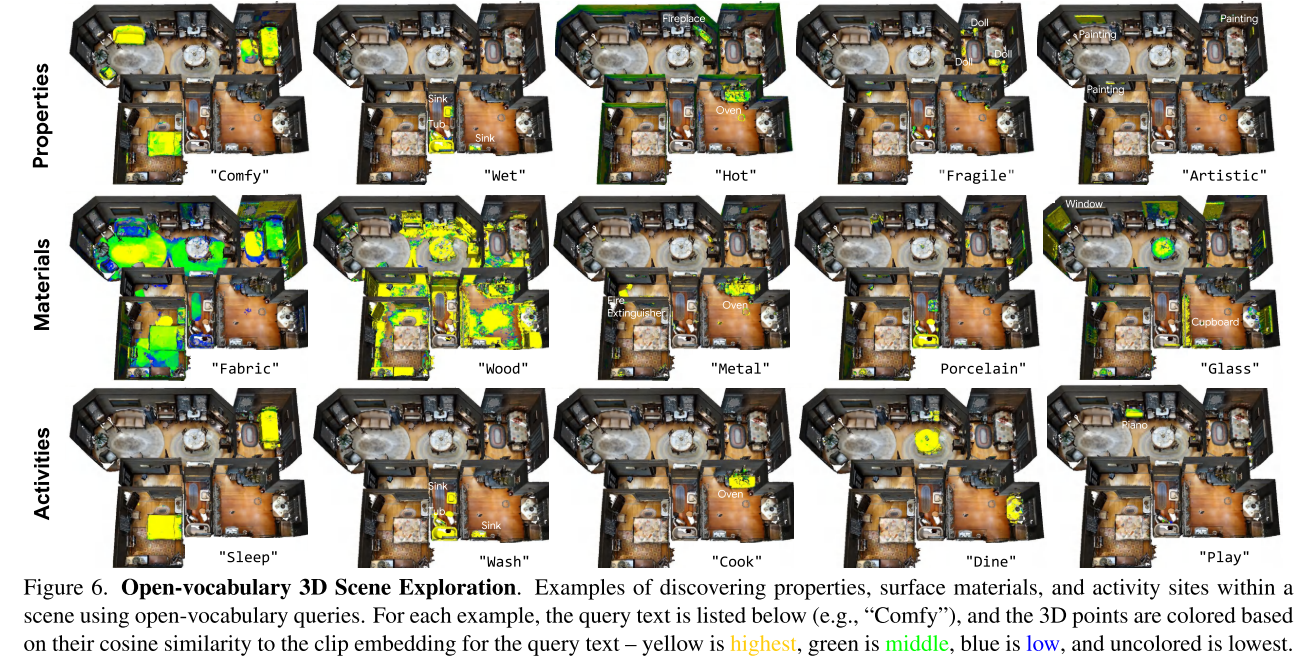 Properties
Fireplace
Doll
Doll
Doll
Painting
Painting
Painting
Sink
Tub
Sink
Oven
"Comfy"
"Wet"
"Hot"
"Fragile"
"Artistic"
Materials
Window
Fire
Extinguisher
Oven
Cupboard
"Fabric"
"Wood"
"Metal"
Porcelain"
"Glass"
Activities
Piano
Sink
Tub
Sink
Oven
"Sleep"
"Wash"
"Cook"
"Dine"
"Play"
Figure 6. Open-vocabulary 3D Scene Exploration. Examples of discovering properties, surface materials, and activity sites within a
scene using open-vocabulary queries. For each example, the query text is listed below (e.g., “Comfy”), and the 3D points are colored based
on their cosine similarity to the clip embedding for the query text – yellow is highest, green is middle, blue is low, and uncolored is lowest.